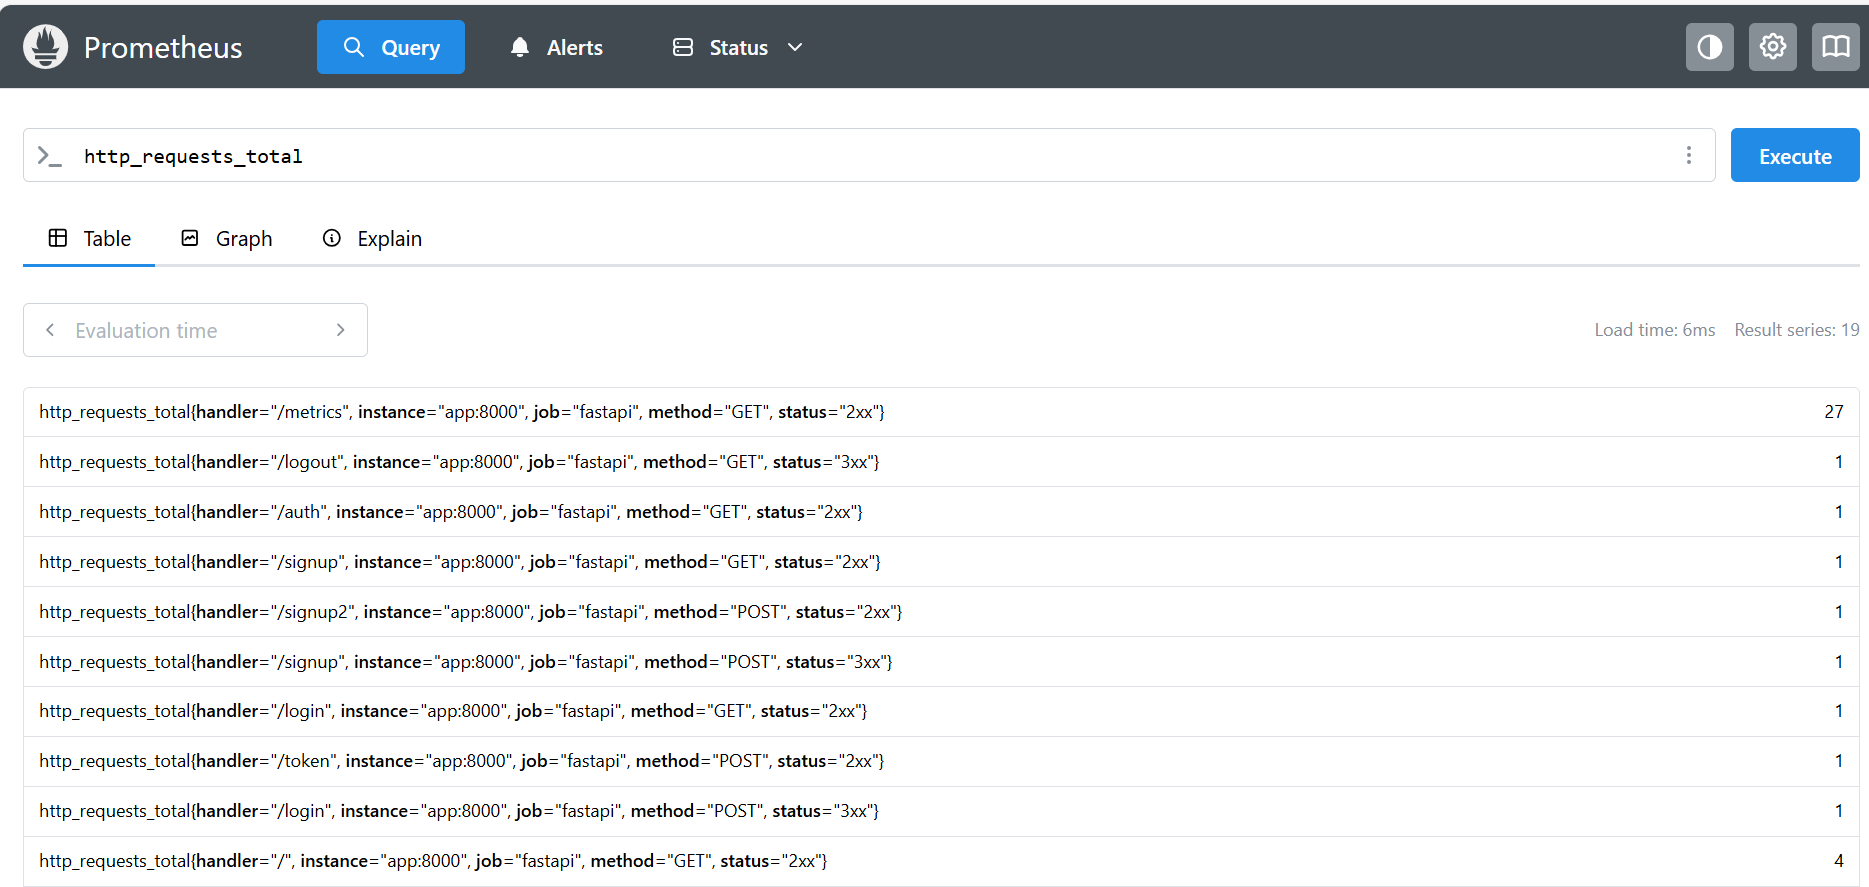 Prometheus Query Alerts Status
http_requests_total Execute
Table Graph Explain
Evaluation time Load time: 6ms Result series: 19
http_requests_total{handler="/metrics", instance="app:8000", job="fastapi", method="GET", status="2xx"} 27
http_requests_total{handler="/logout", instance="app:8000", job="fastapi", method="GET", status="3xx"} 1
http_requests_total{handler="/auth", instance="app:8000", job="fastapi", method="GET", status="2xx"} 1
http_requests_total{handler="/signup", instance="app:8000", job="fastapi", method="GET", status="2xx"} 1
http_requests_total{handler="/signup2", instance="app:8000", job="fastapi", method="POST", status="2xx"} 1
http_requests_total{handler="/signup", instance="app:8000", job="fastapi", method="POST", status="3xx"} 1
http_requests_total{handler="/login", instance="app:8000", job="fastapi", method="GET", status="2xx"} 1
http_requests_total{handler="/token", instance="app:8000", job="fastapi", method="POST", status="2xx"} 1
http_requests_total{handler="/login", instance="app:8000", job="fastapi", method="POST", status="3xx"} 1
http_requests_total{handler="/", instance="app:8000", job="fastapi", method="GET", status="2xx"} 4